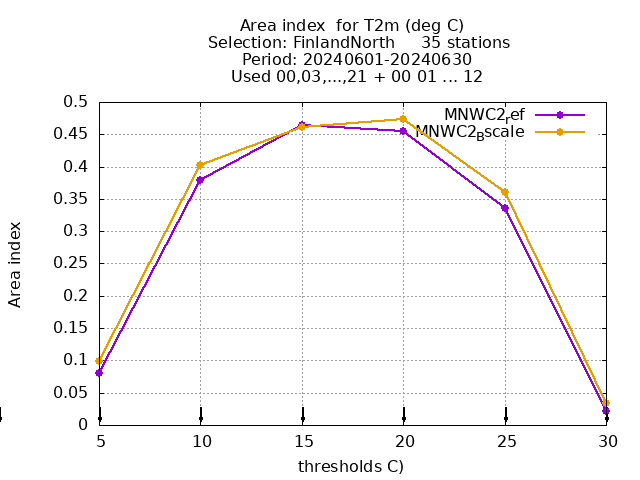 Area index  for T2m (deg C)
Selection: FinlandNorth     35 stations
Period: 20240601-20240630
Used 00,03,...,21 + 00 01 ... 12
MNWC2ref
MNWC2Bscale
0.5
0.45
0.4
0.35
0.3
0.25
0.2
0.15
0.1
0.05
0
5 10 15 20 25 30
Area index
thresholds C)